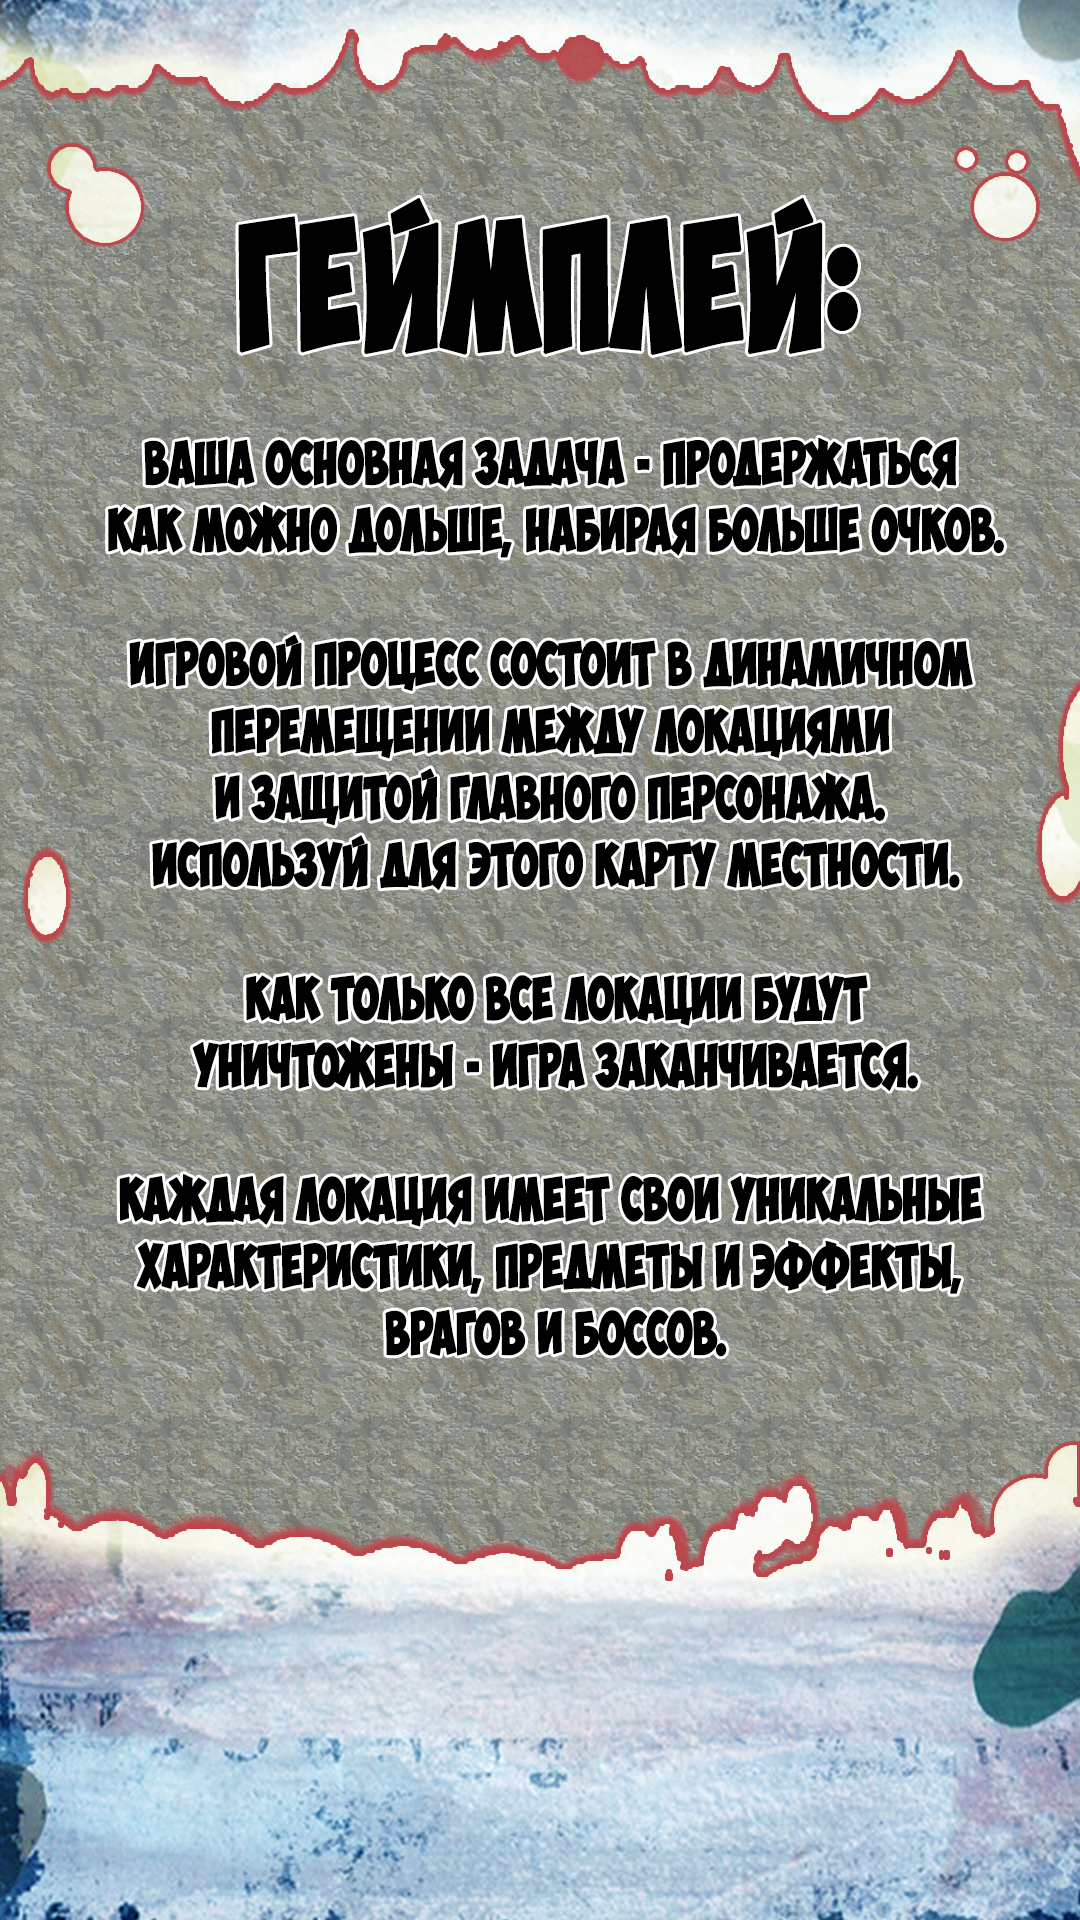 ГЕЙМПЛЕЙ:
ВАША ОСНОВНАЯ ЗАДАЧА - ПРОДЕРЖАТЬСЯ
КАК МОЖНО ДОЛЬШЕ, НАБИРАЯ БОЛЬШЕ ОЧКОВ.
ИГРОВОЙ ПРОЦЕСС СОСТОИТ В ДИНАМИЧНОМ
ПЕРЕМЕЩЕНИИ МЕЖДУ ЛОКАЦИЯМИ
И ЗАЩИТОЙ ГЛАВНОГО ПЕРСОНАЖА.
ИСПОЛЬЗУЙ ДЛЯ ЭТОГО КАРТУ МЕСТНОСТИ.
КАК ТОЛЬКО ВСЕ ЛОКАЦИИ БУДУТ
УНИЧТОЖЕНЫ - ИГРА ЗАКАНЧИВАЕТСЯ.
КАЖДАЯ ЛОКАЦИЯ ИМЕЕТ СВОИ УНИКАЛЬНЫЕ
ХАРАКТЕРИСТИКИ, ПРЕДМЕТЫ И ЭФФЕКТЫ,
ВРАГОВ И БОССОВ.